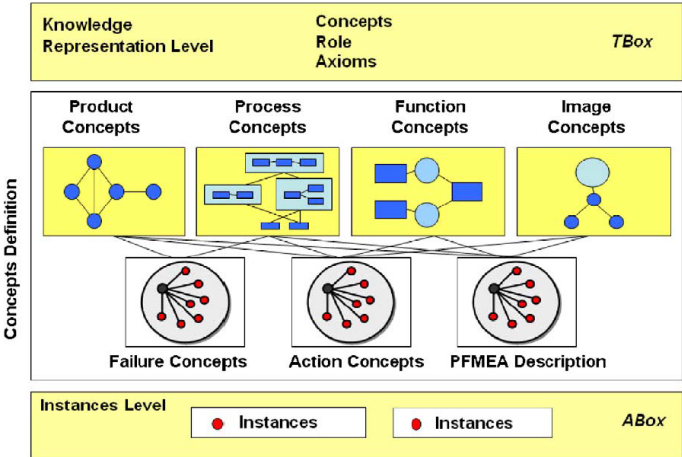 Knowledge
Representation Level
Concepts
Role
Axioms
TBox
Concepts Definition
Product
Concepts
Process
Concepts
Function
Concepts
Image
Concepts
Failure Concepts
Action Concepts
PFMEA Description
Instances Level
Instances
Instances
ABox